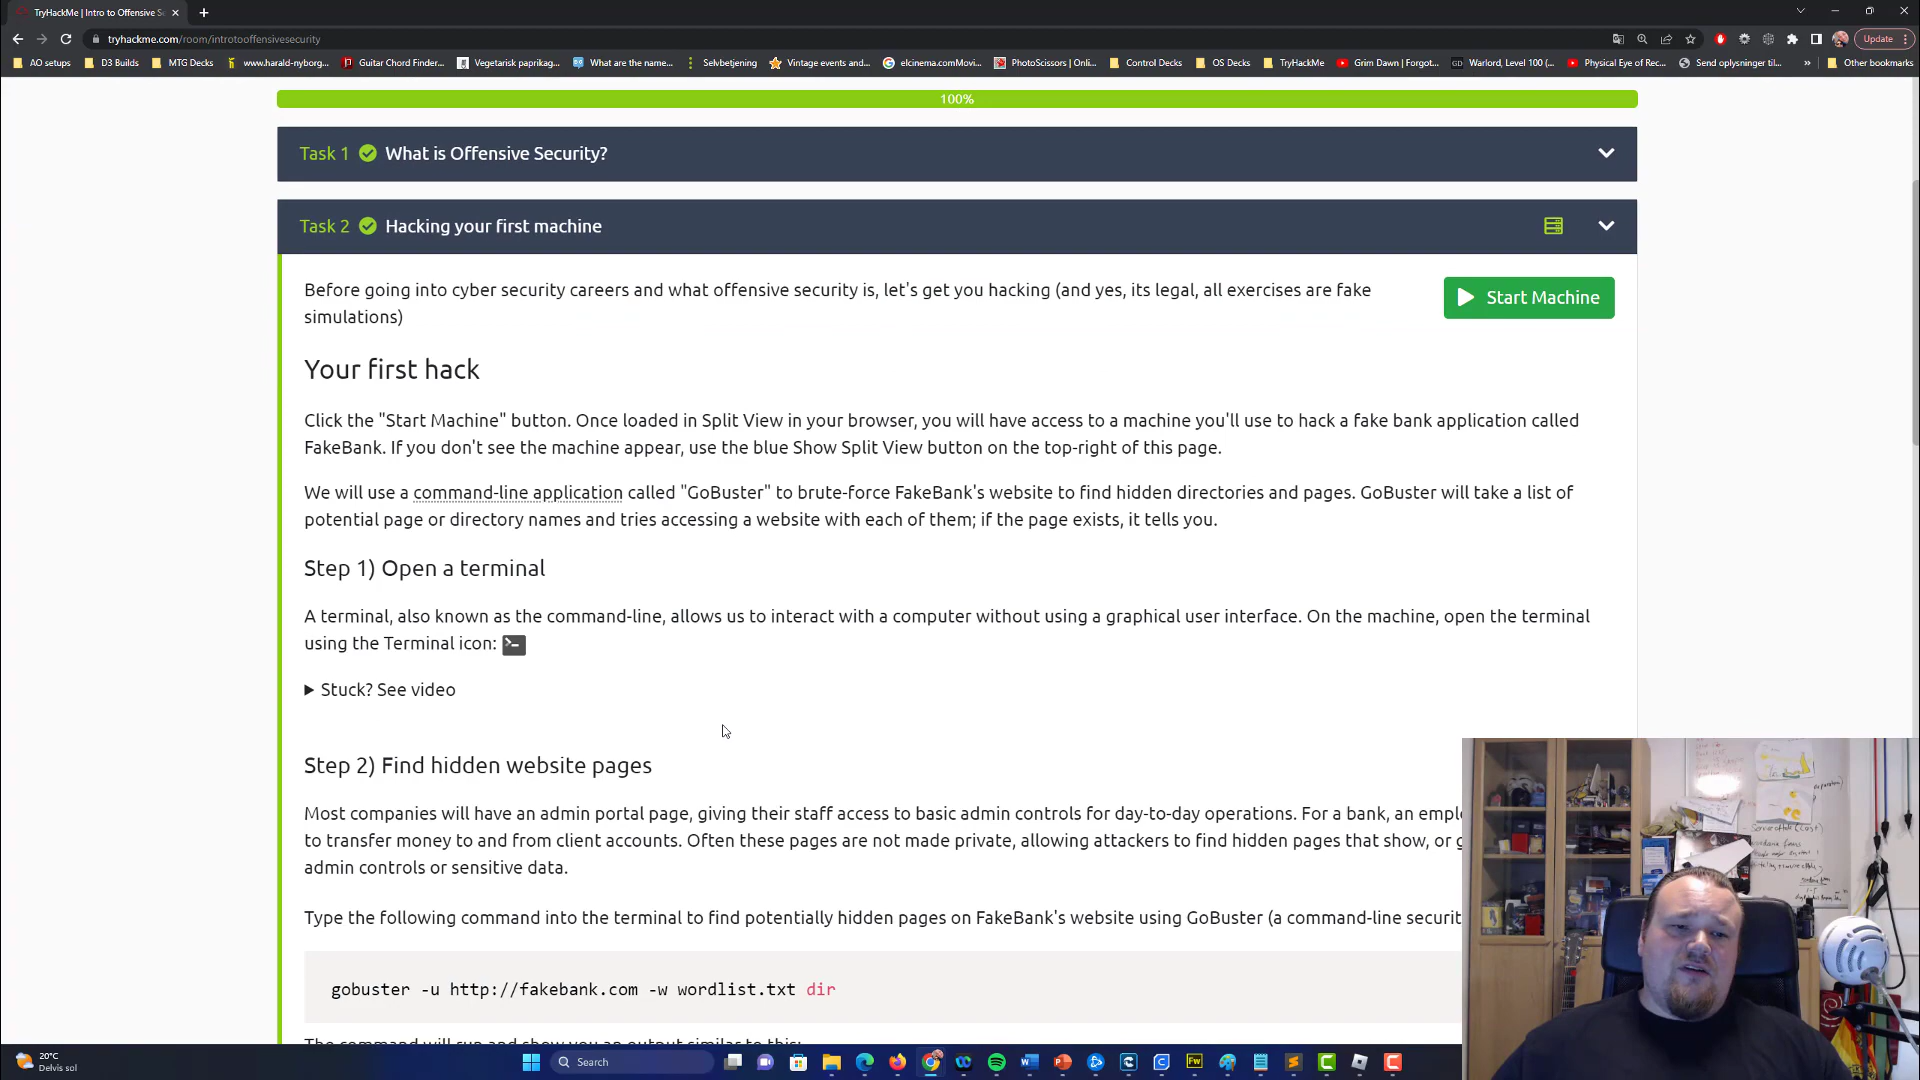 TryHackMe | Intro to Offensive Se
tryhackme.com/room/introtooffensivesecurity
Update
AO setups
D3 Builds
MTG Decks
www.harald-nyborg...
Guitar Chord Finder...
Vegetarisk paprikag...
What are the name...
Selvbetjening
Vintage events and...
elcinema.comMovi...
PhotoScissors | Onli...
Control Decks
OS Decks
TryHackMe
Grim Dawn | Forgot...
Warlord, Level 100 (...
Physical Eye of Rec...
Send oplysninger til...
Other bookmarks
100%
Task 1 What is Offensive Security?
Task 2 Hacking your first machine
Before going into cyber security careers and what offensive security is, let's get you hacking (and yes, its legal, all exercises are fake
simulations)
Start Machine
Your first hack
Click the "Start Machine" button. Once loaded in Split View in your browser, you will have access to a machine you'll use to hack a fake bank application called
FakeBank. If you don't see the machine appear, use the blue Show Split View button on the top-right of this page.
We will use a command-line application called "GoBuster" to brute-force FakeBank's website to find hidden directories and pages. GoBuster will take a list of
potential page or directory names and tries accessing a website with each of them; if the page exists, it tells you.
Step 1) Open a terminal
A terminal, also known as the command-line, allows us to interact with a computer without using a graphical user interface. On the machine, open the terminal
using the Terminal icon:
Stuck? See video
Step 2) Find hidden website pages
Most companies will have an admin portal page, giving their staff access to basic admin controls for day-to-day operations. For a bank, an emplo
to transfer money to and from client accounts. Often these pages are not made private, allowing attackers to find hidden pages that show, or g
admin controls or sensitive data.
Type the following command into the terminal to find potentially hidden pages on FakeBank's website using GoBuster (a command-line securit
gobuster -u http://fakebank.com -w wordlist.txt dir
The command will run and show you an output similar to this:
20°C
Delvis sol
Search